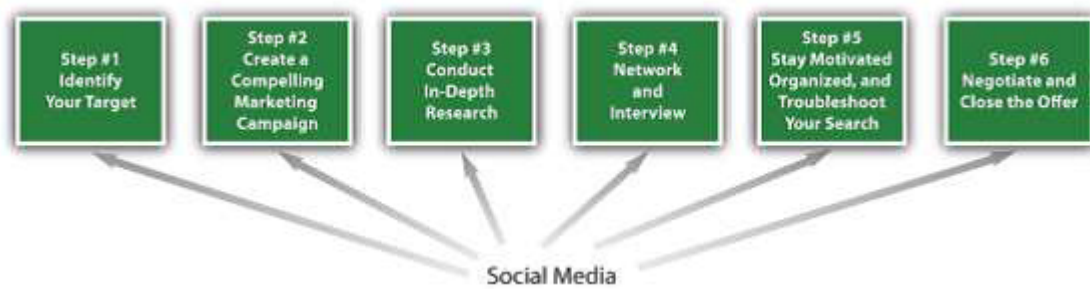 Step #1
Identify
Your Target
Step #2
Create a
Compelling
Marketing
Campaign
Step #3
Conduct
In-Depth
Research
Step #4
Network
and
Interview
Step #5
Stay Motivated
Organized, and
Troubleshoot
Your Search
Step #6
Negotiate and
Close the Offer
Social Media